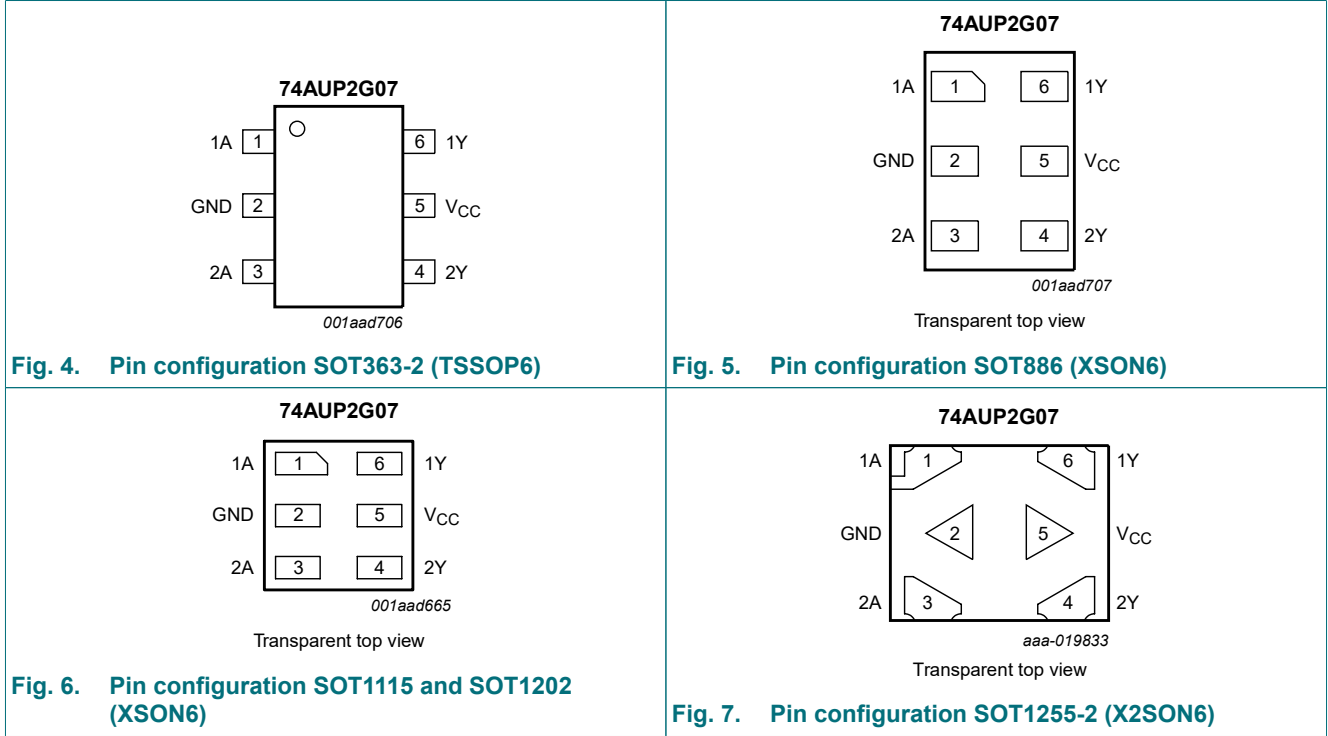 74AUP2G07
1A 1 6 1Y
GND 2 5 VCC
2A 3 4 2Y
001aad706
Fig. 4. Pin configuration SOT363-2 (TSSOP6)
74AUP2G07
1A 1 6 1Y
GND 2 5 VCC
2A 3 4 2Y
001aad707
Transparent top view
Fig. 5. Pin configuration SOT886 (XSON6)
74AUP2G07
1A 1 6 1Y
GND 2 5 VCC
2A 3 4 2Y
001aad665
Transparent top view
Fig. 6. Pin configuration SOT1115 and SOT1202
(XSON6)
74AUP2G07
1A 1 6 1Y
GND 2 5 VCC
2A 3 4 2Y
aaa-019833
Transparent top view
Fig. 7. Pin configuration SOT1255-2 (X2SON6)